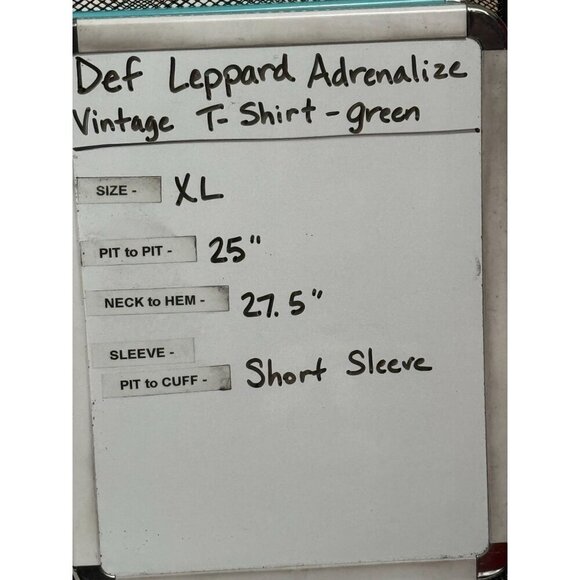 Def Leppard Adrenalize
Vintage T-Shirt - green
SIZE - XL
PIT to PIT - 25"
NECK to HEM - 27.5"
SLEEVE -
PIT to CUFF - Short Sleeve